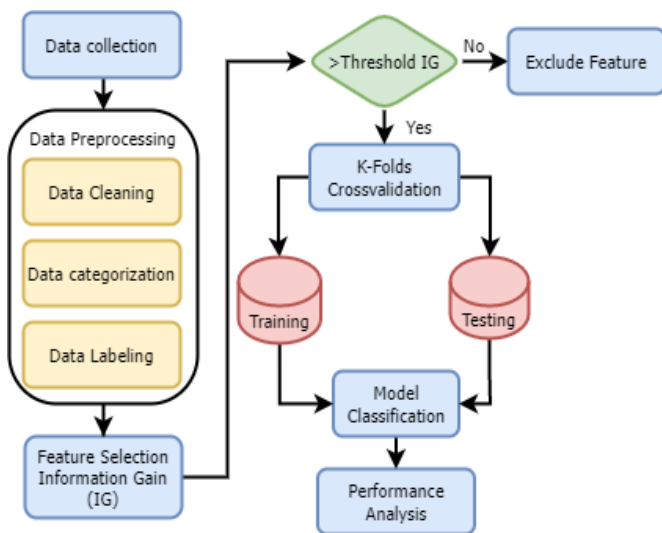 Data collection
Data Preprocessing
Data Cleaning
Data categorization
Data Labeling
Feature Selection
Information Gain
(IG)
>Threshold IG
No
Exclude Feature
Yes
K-Folds
Crossvalidation
Training
Testing
Model
Classification
Performance
Analysis